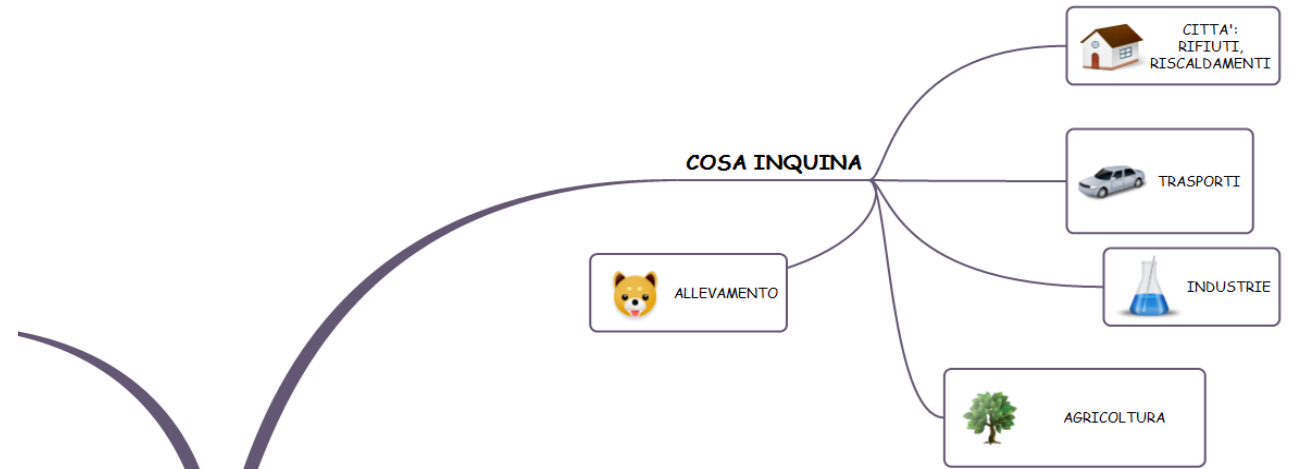 CITTA':
RIFIUTI,
RISCALDAMENTI
COSA INQUINA
TRASPORTI
ALLEVAMENTO
INDUSTRIE
AGRICOLTURA